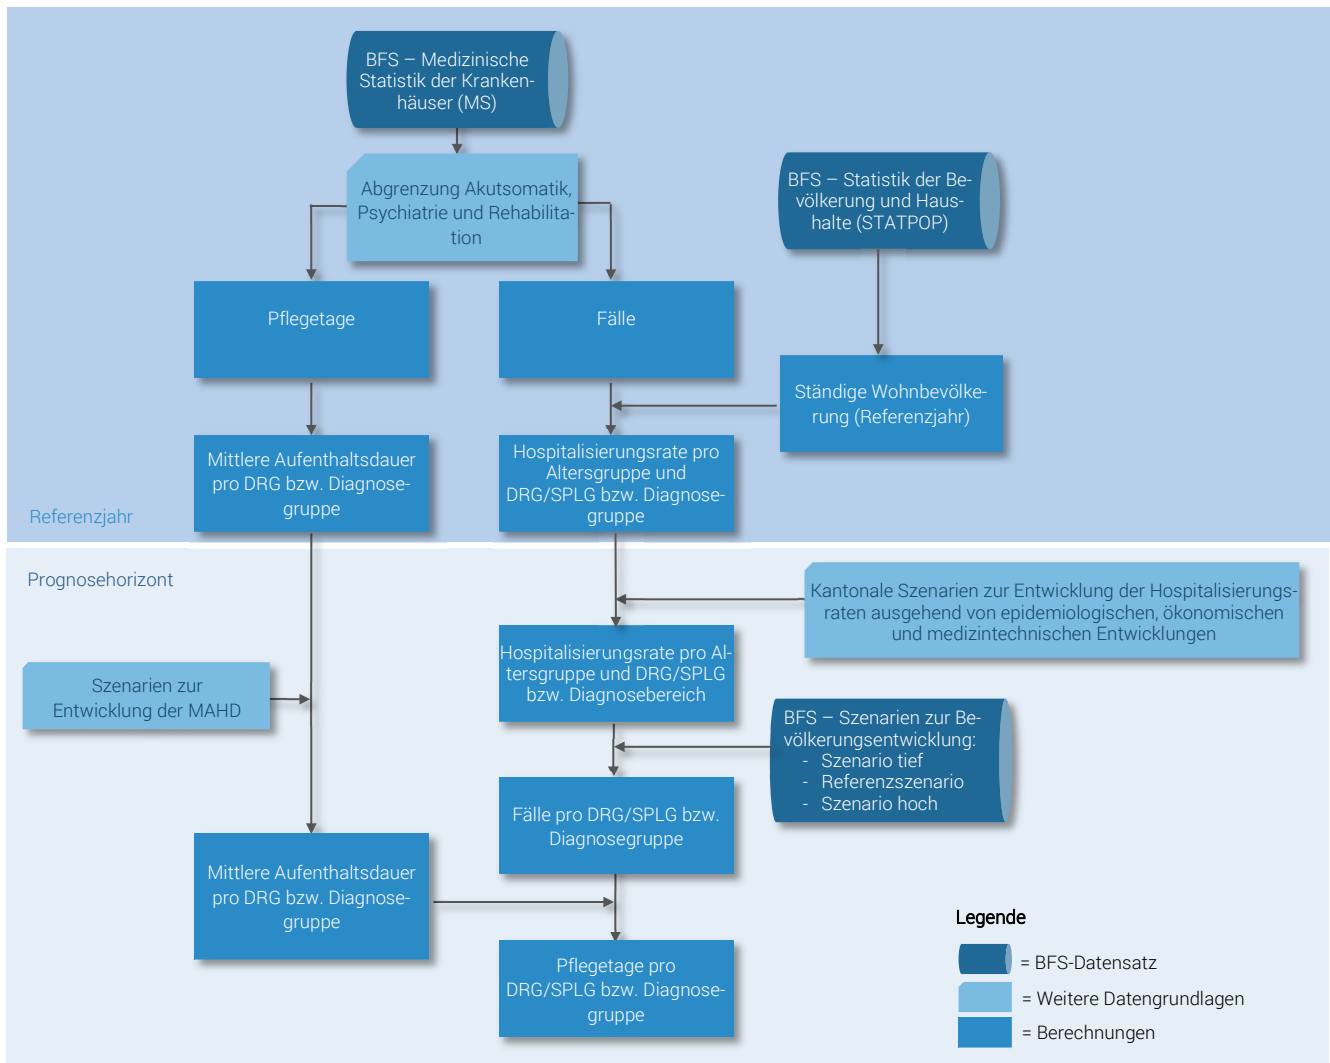 BFS – Medizinische
Statistik der Kranken-
häuser (MS)
Abgrenzung Akutsomatik,
Psychiatrie und Rehabilita-
tion
BFS – Statistik der Be-
völkerung und Haus-
halte (STATPOP)
Pflegetage
Fälle
Ständige Wohnbevölke-
rung (Referenzjahr)
Mittlere Aufenthaltsdauer
pro DRG bzw. Diagnose-
gruppe
Hospitalisierungsrate pro
Altersgruppe und
DRG/SPLG bzw. Diagnose-
gruppe
Referenzjahr
Prognosehorizont
Kantonale Szenarien zur Entwicklung der Hospitalisierungs-
raten ausgehend von epidemiologischen, ökonomischen
und medizintechnischen Entwicklungen
Hospitalisierungsrate pro Al-
tersgruppe und DRG/SPLG
bzw. Diagnosebereich
Szenarien zur
Entwicklung der MAHD
BFS – Szenarien zur Be-
völkerungsentwicklung:
- Szenario tief
- Referenzszenario
- Szenario hoch
Fälle pro DRG/SPLG bzw.
Diagnosegruppe
Mittlere Aufenthaltsdauer
pro DRG bzw. Diagnose-
gruppe
Pflegetage pro
DRG/SPLG bzw. Diagnose-
gruppe
Legende
= BFS-Datensatz
= Weitere Datengrundlagen
= Berechnungen